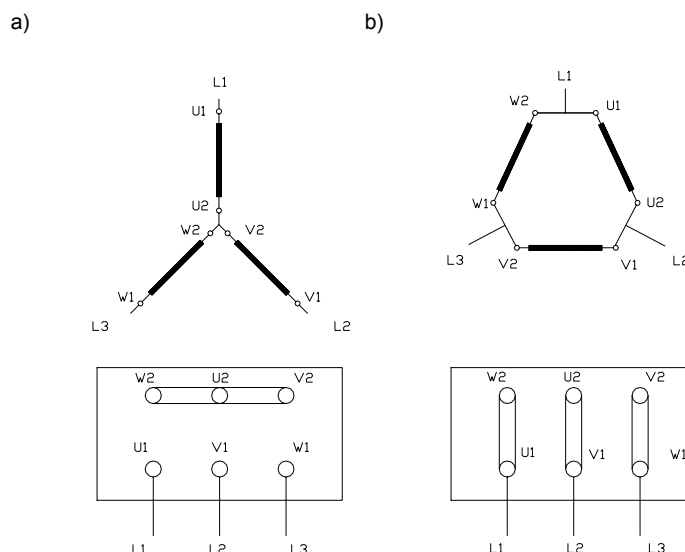 a)
b)
L1
U1
U2
W2 V2
W1 V1
L3 L2
L1
W2 U1
W1 U2
L3 L2
V2 V1
W2 U2 V2
U1 V1 W1
L1 L2 L3
W2 U2 V2
U1 V1 W1
L1 L2 L3